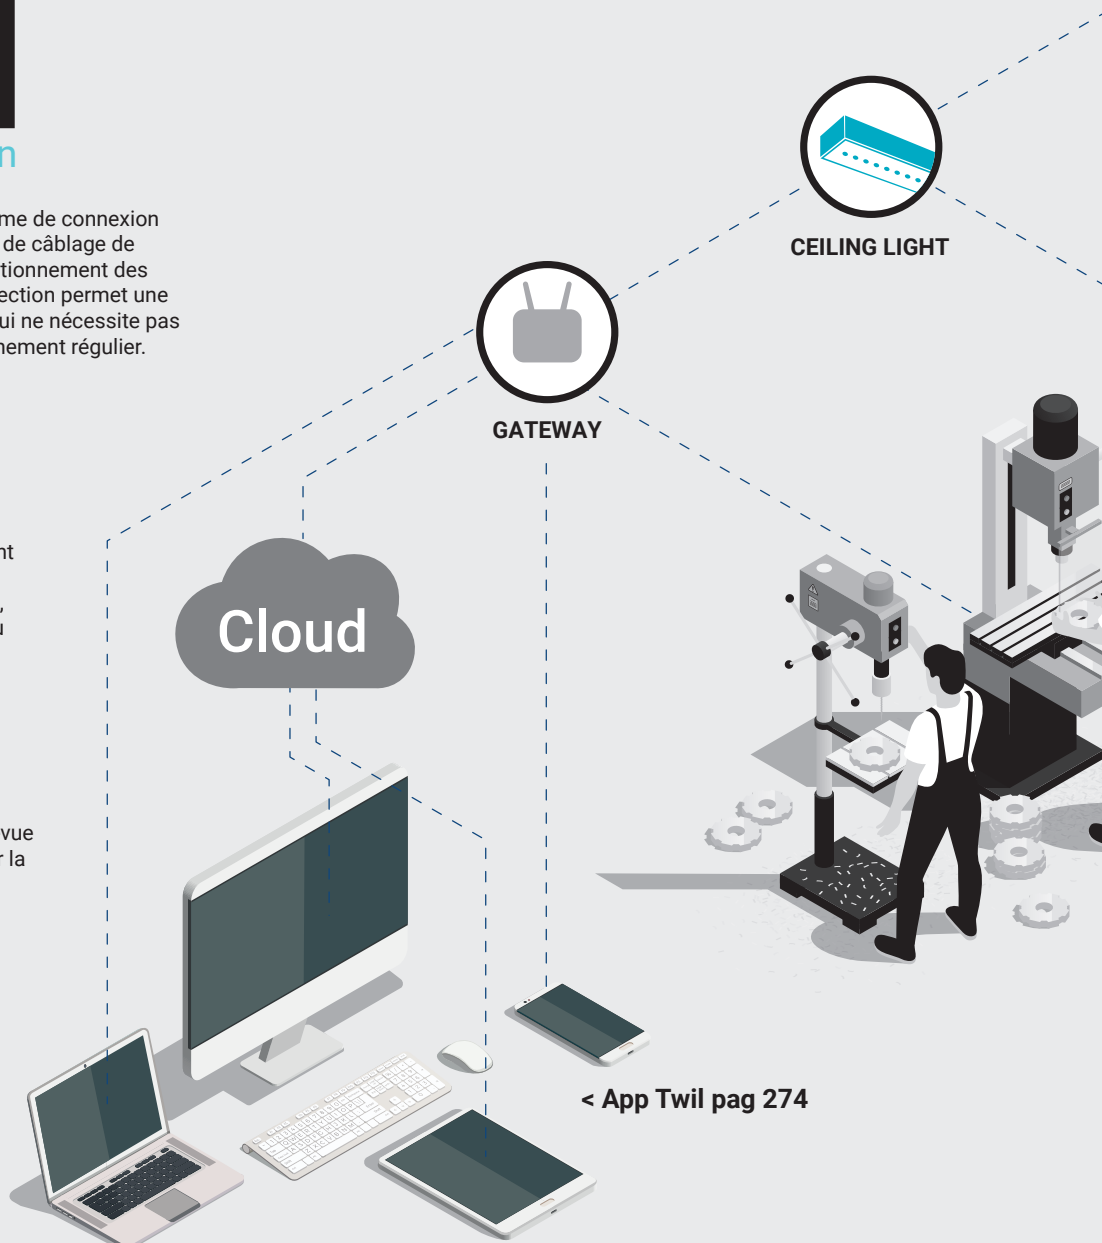 n
me de connexion
de câblage de
tionnement des
ection permet une
ui ne nécessite pas
nement régulier.
CEILING LIGHT
GATEWAY
nt
,
Cloud
vue
r la
< App Twil pag 274